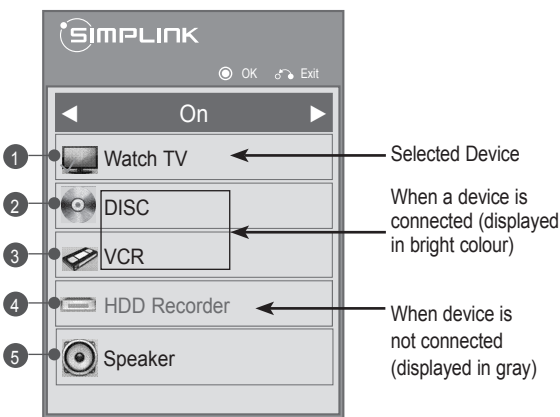 SIMPLINK
OK Exit
On
1 Watch TV
Selected Device
2 DISC
When a device is
connected (displayed
in bright colour)
3 VCR
4 HDD Recorder
When device is
not connected
(displayed in gray)
5 Speaker